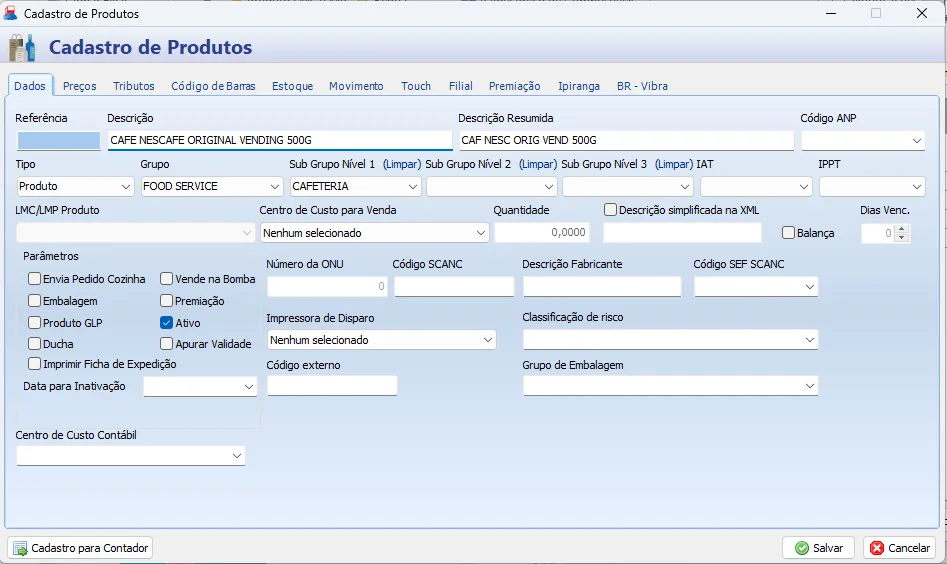 Cadastro de Produtos
Cadastro de Produtos
Dados Preços Tributos Código de Barras Estoque Movimento Touch Filial Premiação Ipiranga BR - Vibra
Referência Descrição Descrição Resumida Código ANP
CAFE NESCAFE ORIGINAL VENDING 500G CAF NESC ORIG VEND 500G
Tipo Grupo Sub Grupo Nível 1 (Limpar) Sub Grupo Nível 2 (Limpar) Sub Grupo Nível 3 (Limpar) IAT IPPT
Produto FOOD SERVICE CAFETERIA
LMC/LMP Produto Centro de Custo para Venda Quantidade Descrição simplificada na XML Dias Venc.
Nenhum selecionado 0,0000 Balança 0
Parâmetros
Envia Pedido Cozinha Vende na Bomba Número da ONU Código SCANC Descrição Fabricante Código SEF SCANC
0
Embalagem Premiação
Produto GLP Ativo Impressora de Disparo Classificação de risco
Ducha Apurar Validade Nenhum selecionado
Imprimir Ficha de Expedição Código externo Grupo de Embalagem
Data para Inativação
Centro de Custo Contábil
Cadastro para Contador Salvar Cancelar